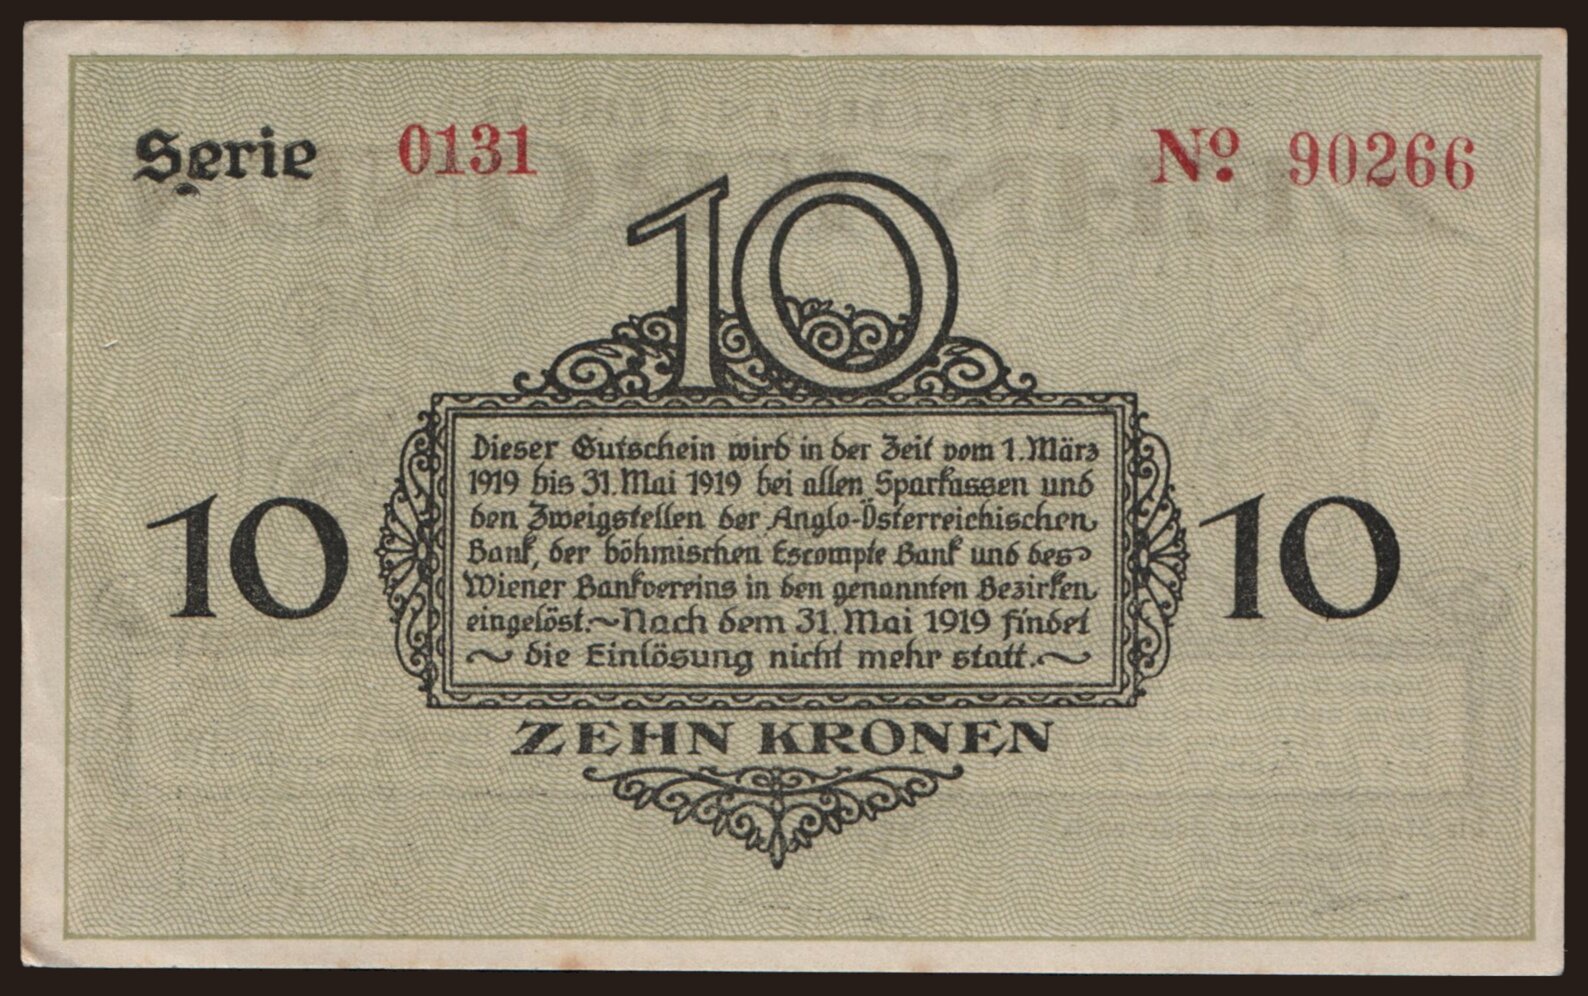 Serie 0131 No. 90266
10
Dieser Gutschein wird in der Zeit vom 1. März
1919 bis 31. Mai 1919 bei allen Sparkassen und
den Zweigstellen der Anglo-Österreichischen
Bank, der böhmischen Escompte Bank und des
Wiener Bankvereins in den genannten Bezirken
eingelöst.~Nach dem 31. Mai 1919 findet
~ die Einlösung nicht mehr statt.~
10 10
ZEHN KRONEN